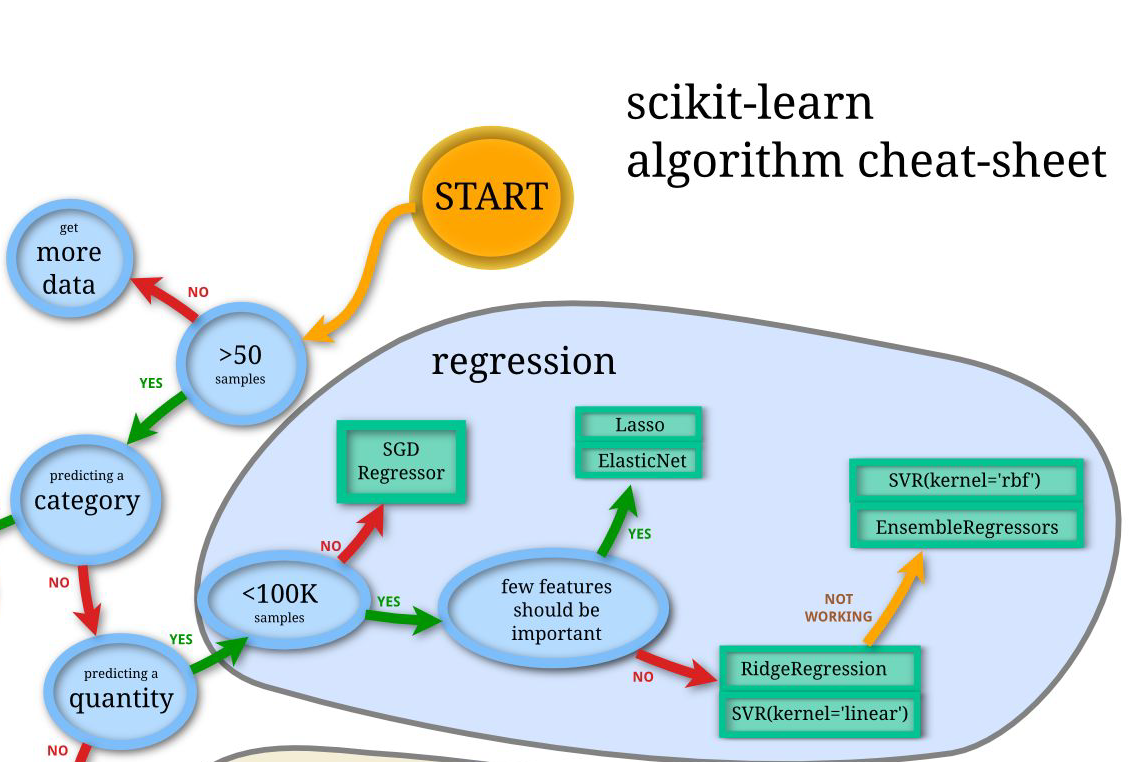 scikit-learn
algorithm cheat-sheet
START
get
more
data
NO
>50
samples
YES
predicting a
category
NO
predicting a
quantity
YES
NO
regression
SGD
Regressor
NO
<100K
samples
YES
Lasso
ElasticNet
YES
few features
should be
important
NO
SVR(kernel='rbf')
EnsembleRegressors
NOT
WORKING
RidgeRegression
SVR(kernel='linear')